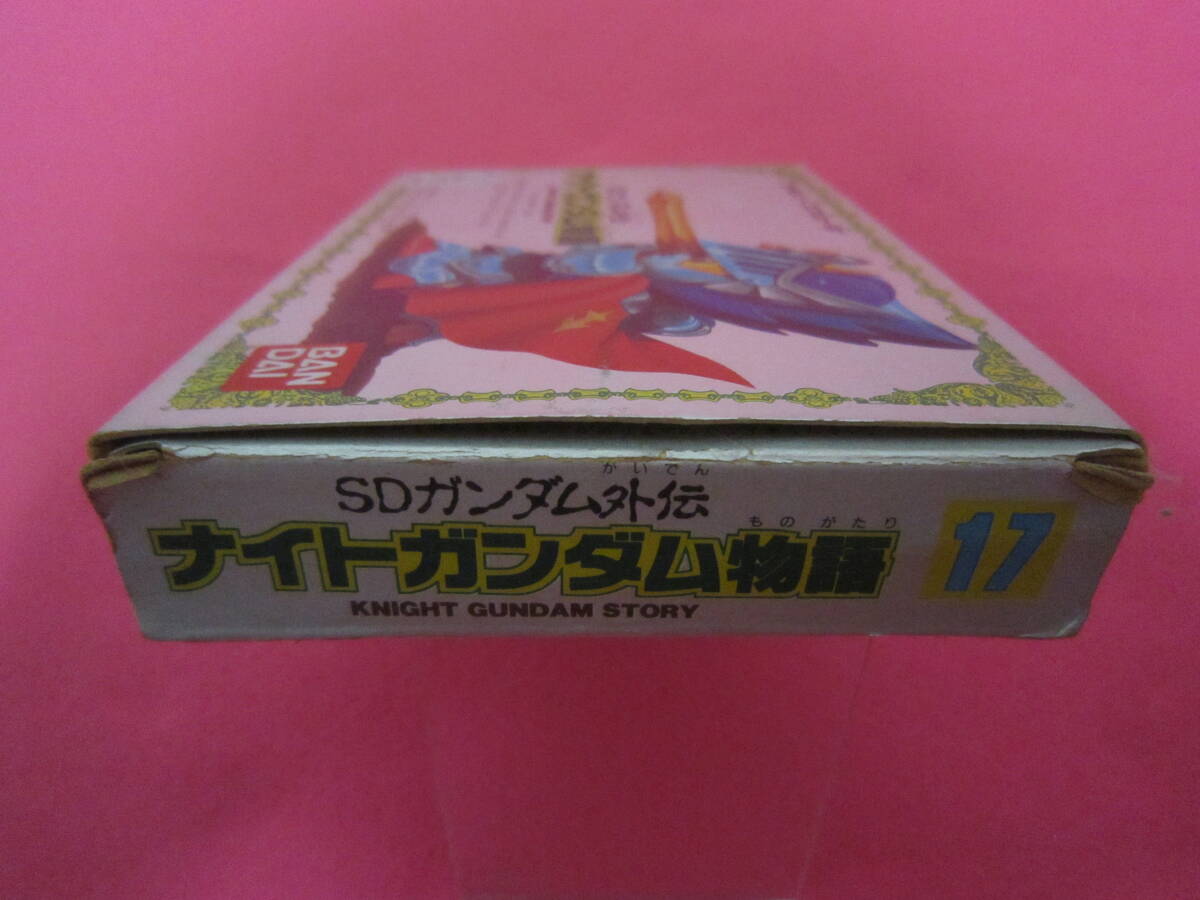 BAN
DAI
がいでん
SDガンダム外伝
ものがたり
ナイトガンダム物語 17
KNIGHT GUNDAM STORY